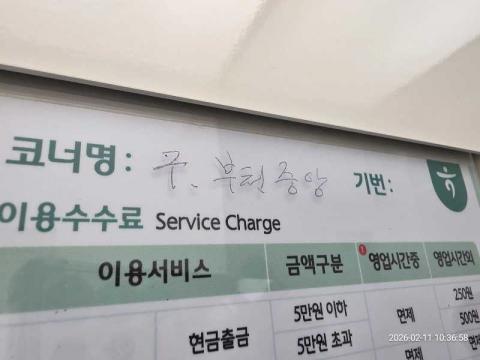 코너명 : 구. 부천중앙 기번 :
이용수수료 Service Charge
이용서비스 금액구분 영업시간중 영업시간외
현금출금 5만원 이하 면제 250원
5만원 초과 500원
면제
2026-02-11 10:36:58